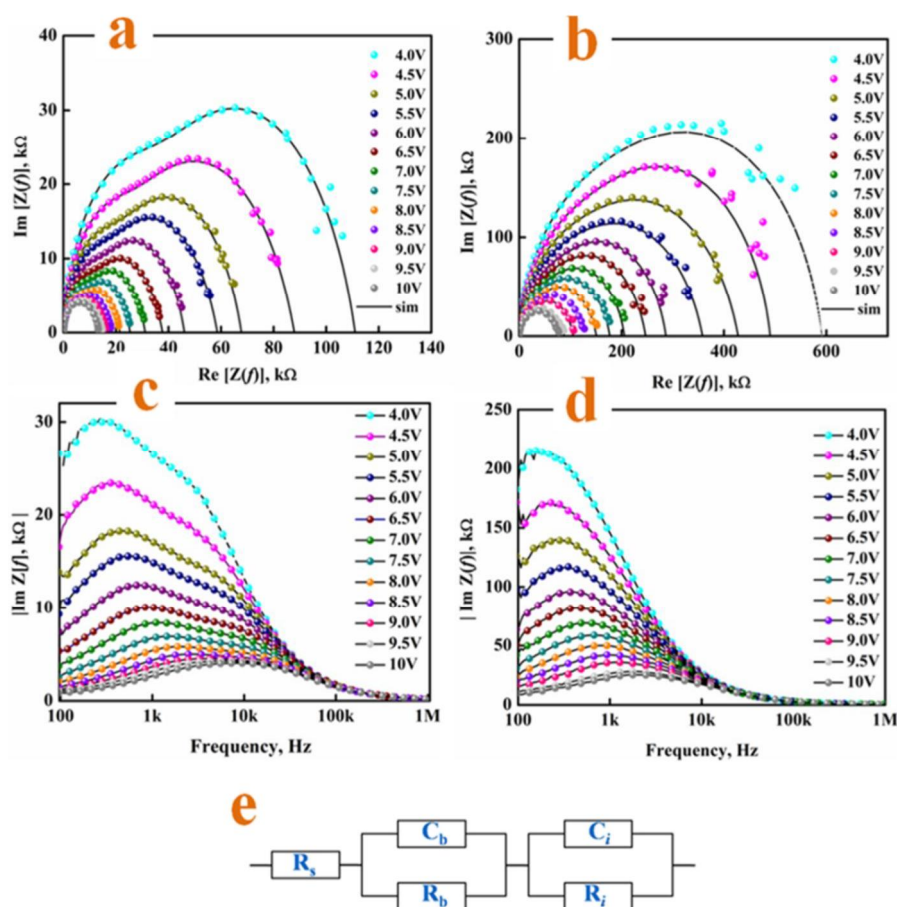 a
40
30
20
10
0
Im [Z(f)], kΩ
0 20 40 60 80 100 120 140
Re [Z(f)], kΩ
4.0V
4.5V
5.0V
5.5V
6.0V
6.5V
7.0V
7.5V
8.0V
8.5V
9.0V
9.5V
10V
sim
b
300
200
100
0
Im [Z(f)], kΩ
0 200 400 600
Re [Z(f)], kΩ
4.0V
4.5V
5.0V
5.5V
6.0V
6.5V
7.0V
7.5V
8.0V
8.5V
9.0V
9.5V
10V
sim
c
30
20
10
0
|Im Z[f], kΩ |
100 1k 10k 100k 1M
Frequency, Hz
4.0V
4.5V
5.0V
5.5V
6.0V
6.5V
7.0V
7.5V
8.0V
8.5V
9.0V
9.5V
10V
d
250
200
150
100
50
0
| Im Z(f)|, kΩ
100 1k 10k 100k 1M
Frequency, Hz
4.0V
4.5V
5.0V
5.5V
6.0V
6.5V
7.0V
7.5V
8.0V
8.5V
9.0V
9.5V
10V
e
Cb Ci
Rs
Rb Ri